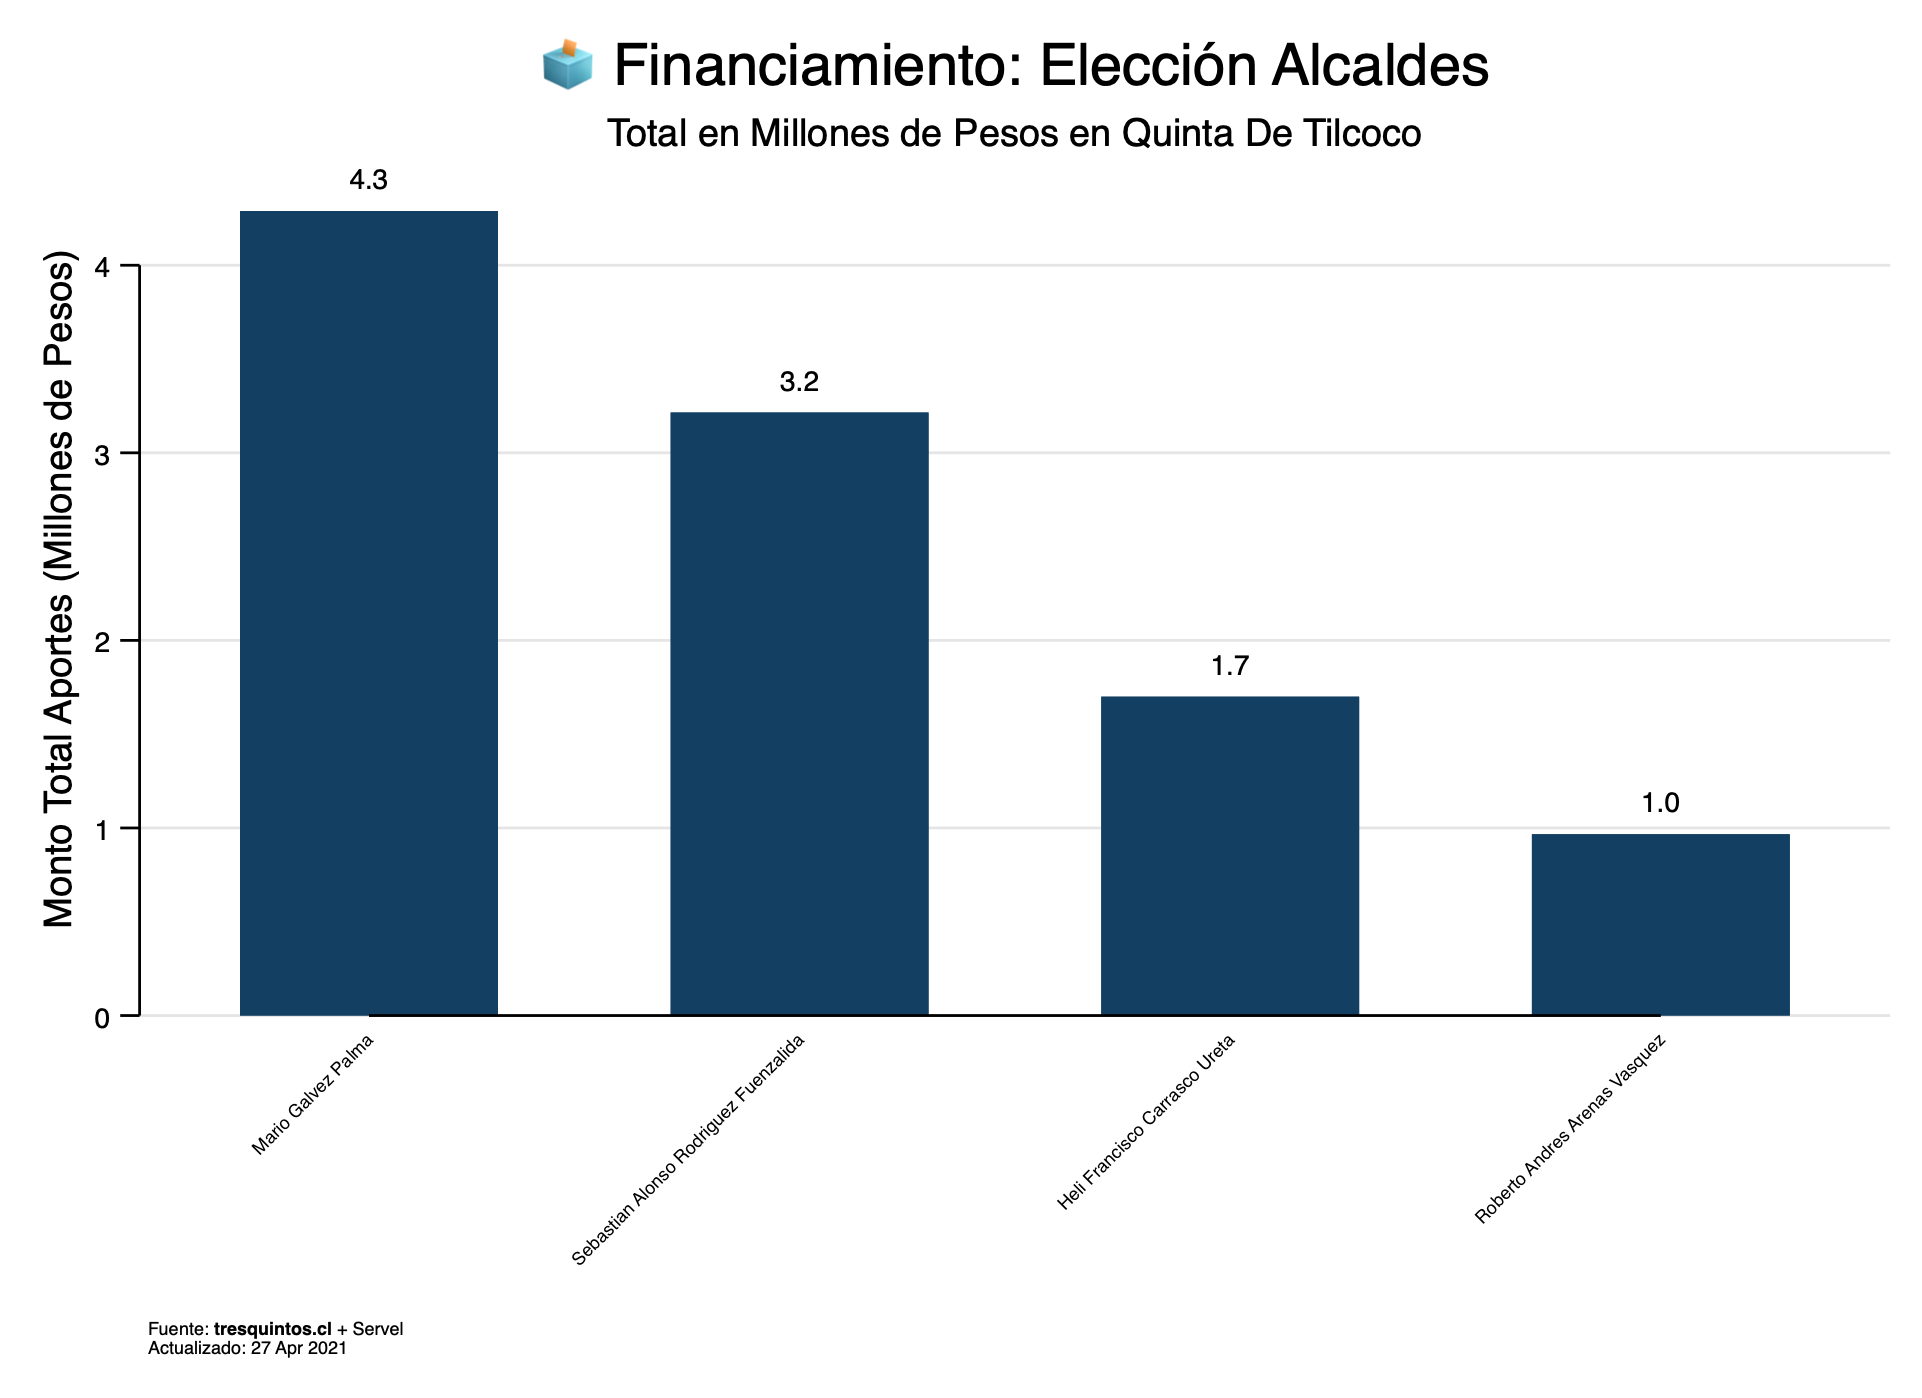 Financiamiento: Elección Alcaldes
Total en Millones de Pesos en Quinta De Tilcoco
Monto Total Aportes (Millones de Pesos)
4
3
2
1
0
4.3
3.2
1.7
1.0
Mario Galvez Palma
Sebastian Alonso Rodriguez Fuenzalida
Heli Francisco Carrasco Ureta
Roberto Andres Arenas Vasquez
Fuente: tresquintos.cl + Servel
Actualizado: 27 Apr 2021